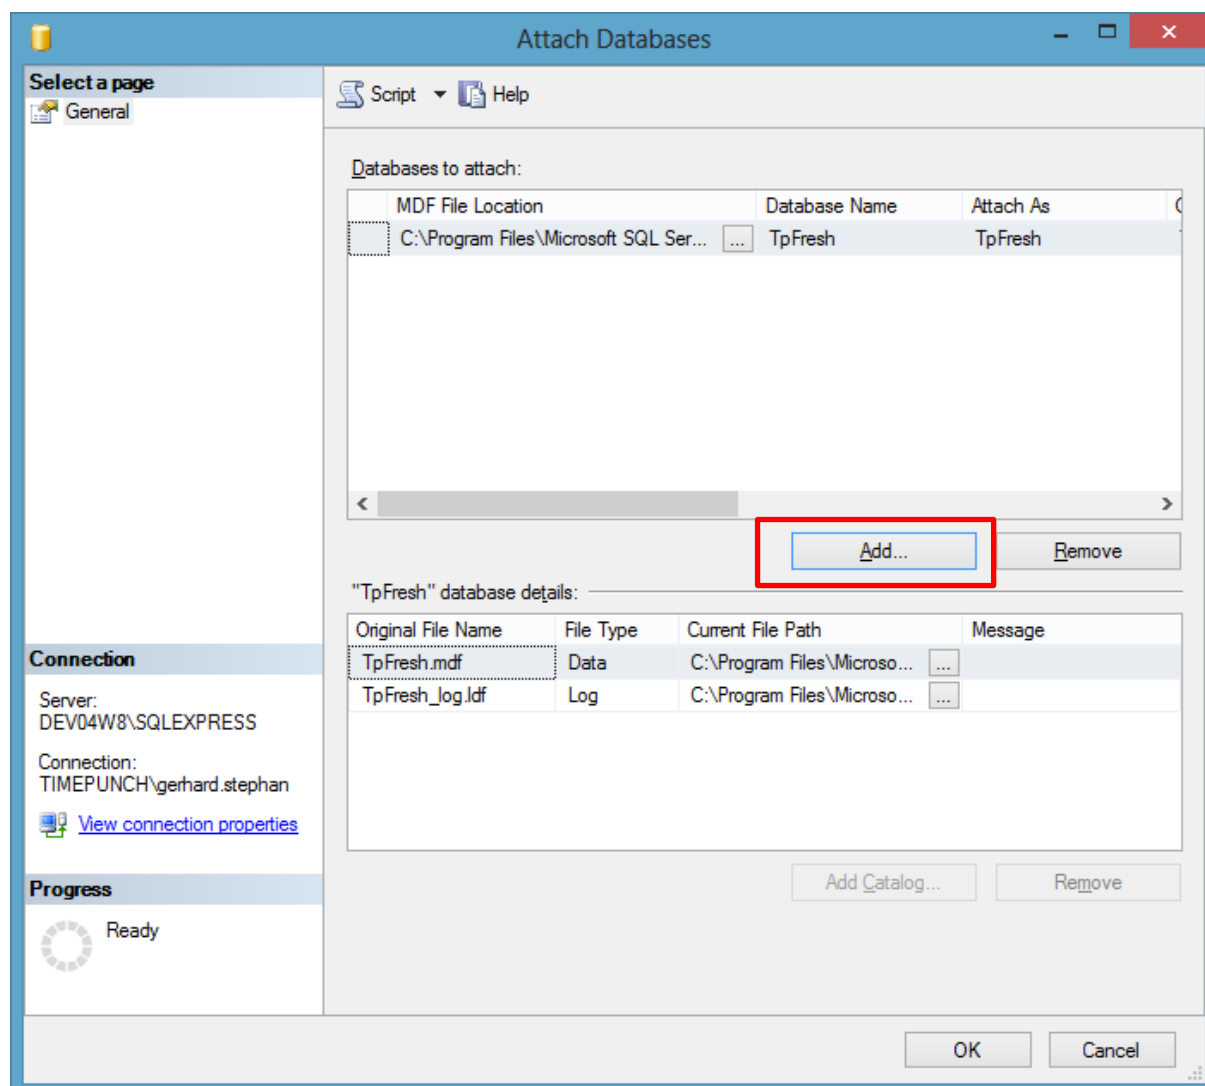 Attach Databases
Select a page
General
Script
Help
Databases to attach:
MDF File Location Database Name Attach As
C:\Program Files\Microsoft SQL Ser... ... TpFresh TpFresh
Add... Remove
"TpFresh" database details:
Original File Name File Type Current File Path Message
TpFresh.mdf Data C:\Program Files\Microso... ...
TpFresh_log.ldf Log C:\Program Files\Microso... ...
Add Catalog... Remove
Connection
Server:
DEV04W8\SQLEXPRESS
Connection:
TIMEPUNCH\gerhard.stephan
View connection properties
Progress
Ready
OK Cancel